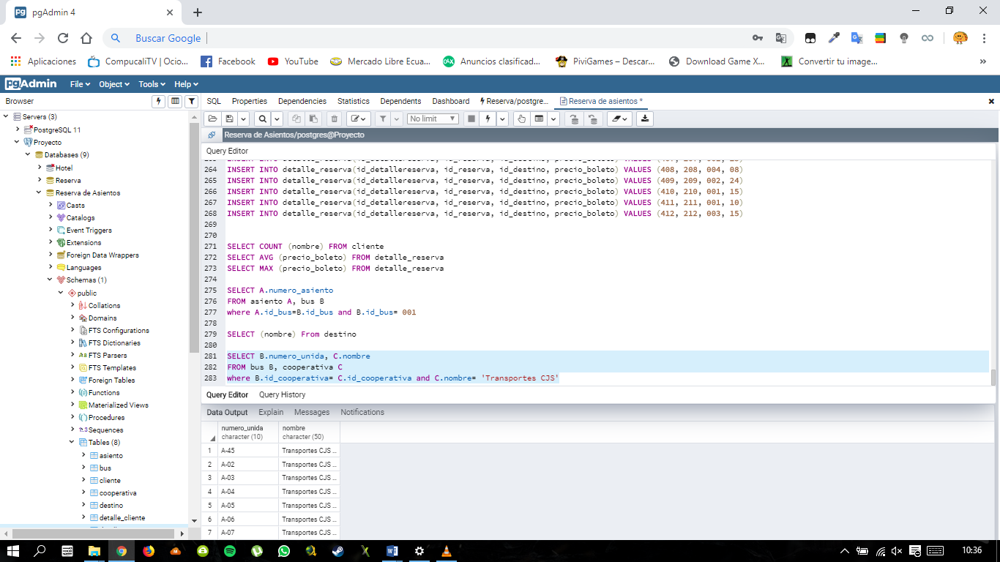 pgAdmin 4
Buscar Google
Aplicaciones
CompucaliTV | Ocio...
Facebook
YouTube
Mercado Libre Ecua...
Anuncios clasificad...
PiviGames – Descar...
Download Game X...
Convertir tu image...
»
pgAdmin File Object Tools Help
Browser
SQL Properties Dependencies Statistics Dependents Dashboard Reserva/postgre... Reserva de asientos *
No limit
Reserva de Asientos/postgres@Proyecto
Servers (3)
PostgreSQL 11
Proyecto
Databases (9)
Hotel
Reserva
Reserva de Asientos
Casts
Catalogs
Event Triggers
Extensions
Foreign Data Wrappers
Languages
Schemas (1)
public
Collations
Domains
FTS Configurations
FTS Dictionaries
FTS Parsers
FTS Templates
Foreign Tables
Functions
Materialized Views
Procedures
Sequences
Tables (8)
asiento
bus
cliente
cooperativa
destino
detalle_cliente
Query Editor
264 INSERT INTO detalle_reserva(id_detallereserva, id_reserva, id_destino, precio_boleto) VALUES (408, 208, 004, 08)
265 INSERT INTO detalle_reserva(id_detallereserva, id_reserva, id_destino, precio_boleto) VALUES (409, 209, 002, 24)
266 INSERT INTO detalle_reserva(id_detallereserva, id_reserva, id_destino, precio_boleto) VALUES (410, 210, 001, 15)
267 INSERT INTO detalle_reserva(id_detallereserva, id_reserva, id_destino, precio_boleto) VALUES (411, 211, 001, 10)
268 INSERT INTO detalle_reserva(id_detallereserva, id_reserva, id_destino, precio_boleto) VALUES (412, 212, 003, 15)
269
270
271 SELECT COUNT (nombre) FROM cliente
272 SELECT AVG (precio_boleto) FROM detalle_reserva
273 SELECT MAX (precio_boleto) FROM detalle_reserva
274
275 SELECT A.numero_asiento
276 FROM asiento A, bus B
277 where A.id_bus=B.id_bus and B.id_bus= 001
278
279 SELECT (nombre) From destino
280
281 SELECT B.numero_unida, C.nombre
282 FROM bus B, cooperativa C
283 where B.id_cooperativa= C.id_cooperativa and C.nombre= 'Transportes CJS'
Query Editor Query History
Data Output Explain Messages Notifications
numero_unida nombre
character (10) character (50)
1 A-45 Transportes CJS ...
2 A-02 Transportes CJS ...
3 A-03 Transportes CJS ...
4 A-04 Transportes CJS ...
5 A-05 Transportes CJS ...
6 A-06 Transportes CJS ...
7 A-07 Transportes CJS ...
10:36